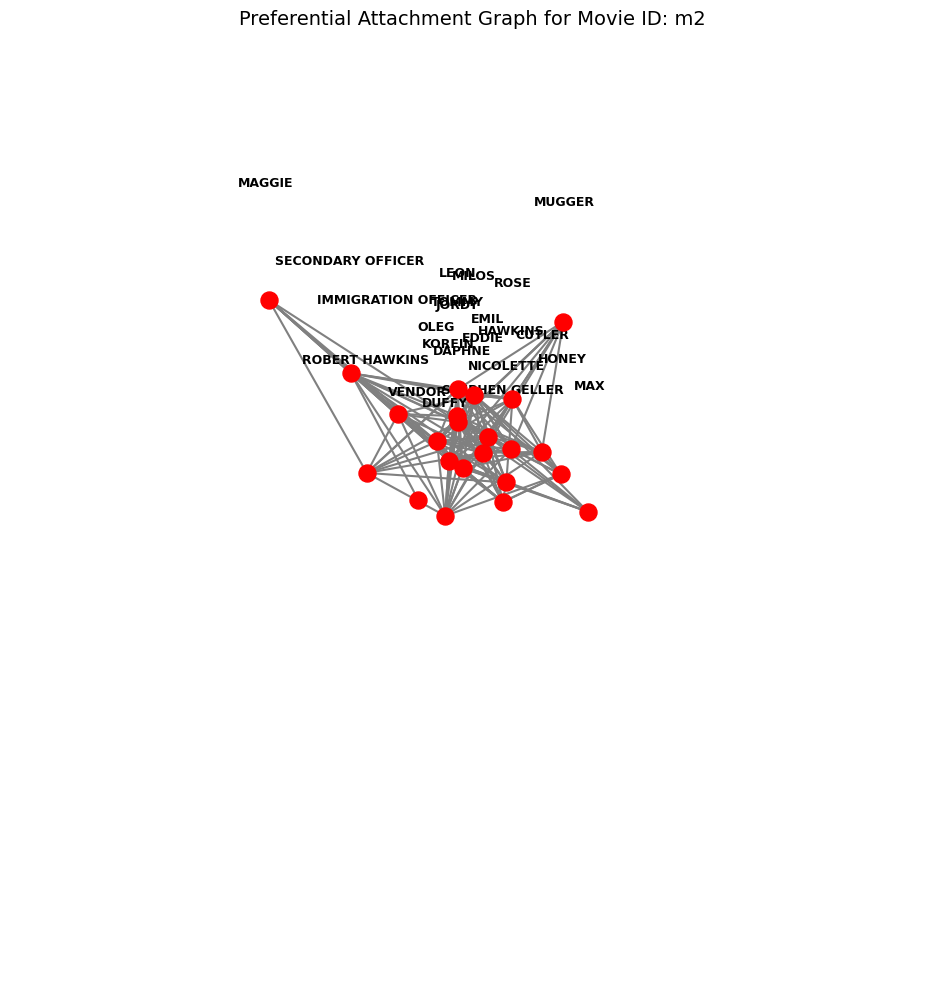 Preferential Attachment Graph for Movie ID: m2
MAGGIE
MUGGER
SECONDARY OFFICER
LEON
MILOS
ROSE
IMMIGRATION OFFICER
JORDY
EMIL
OLEG
HAWKINS
CUTLER
EDDIE
KORFIN
DAPHNE
ROBERT HAWKINS
HONEY
NICOLETTE
MAX
VENDOR
STEPHEN GELLER
DUFFY